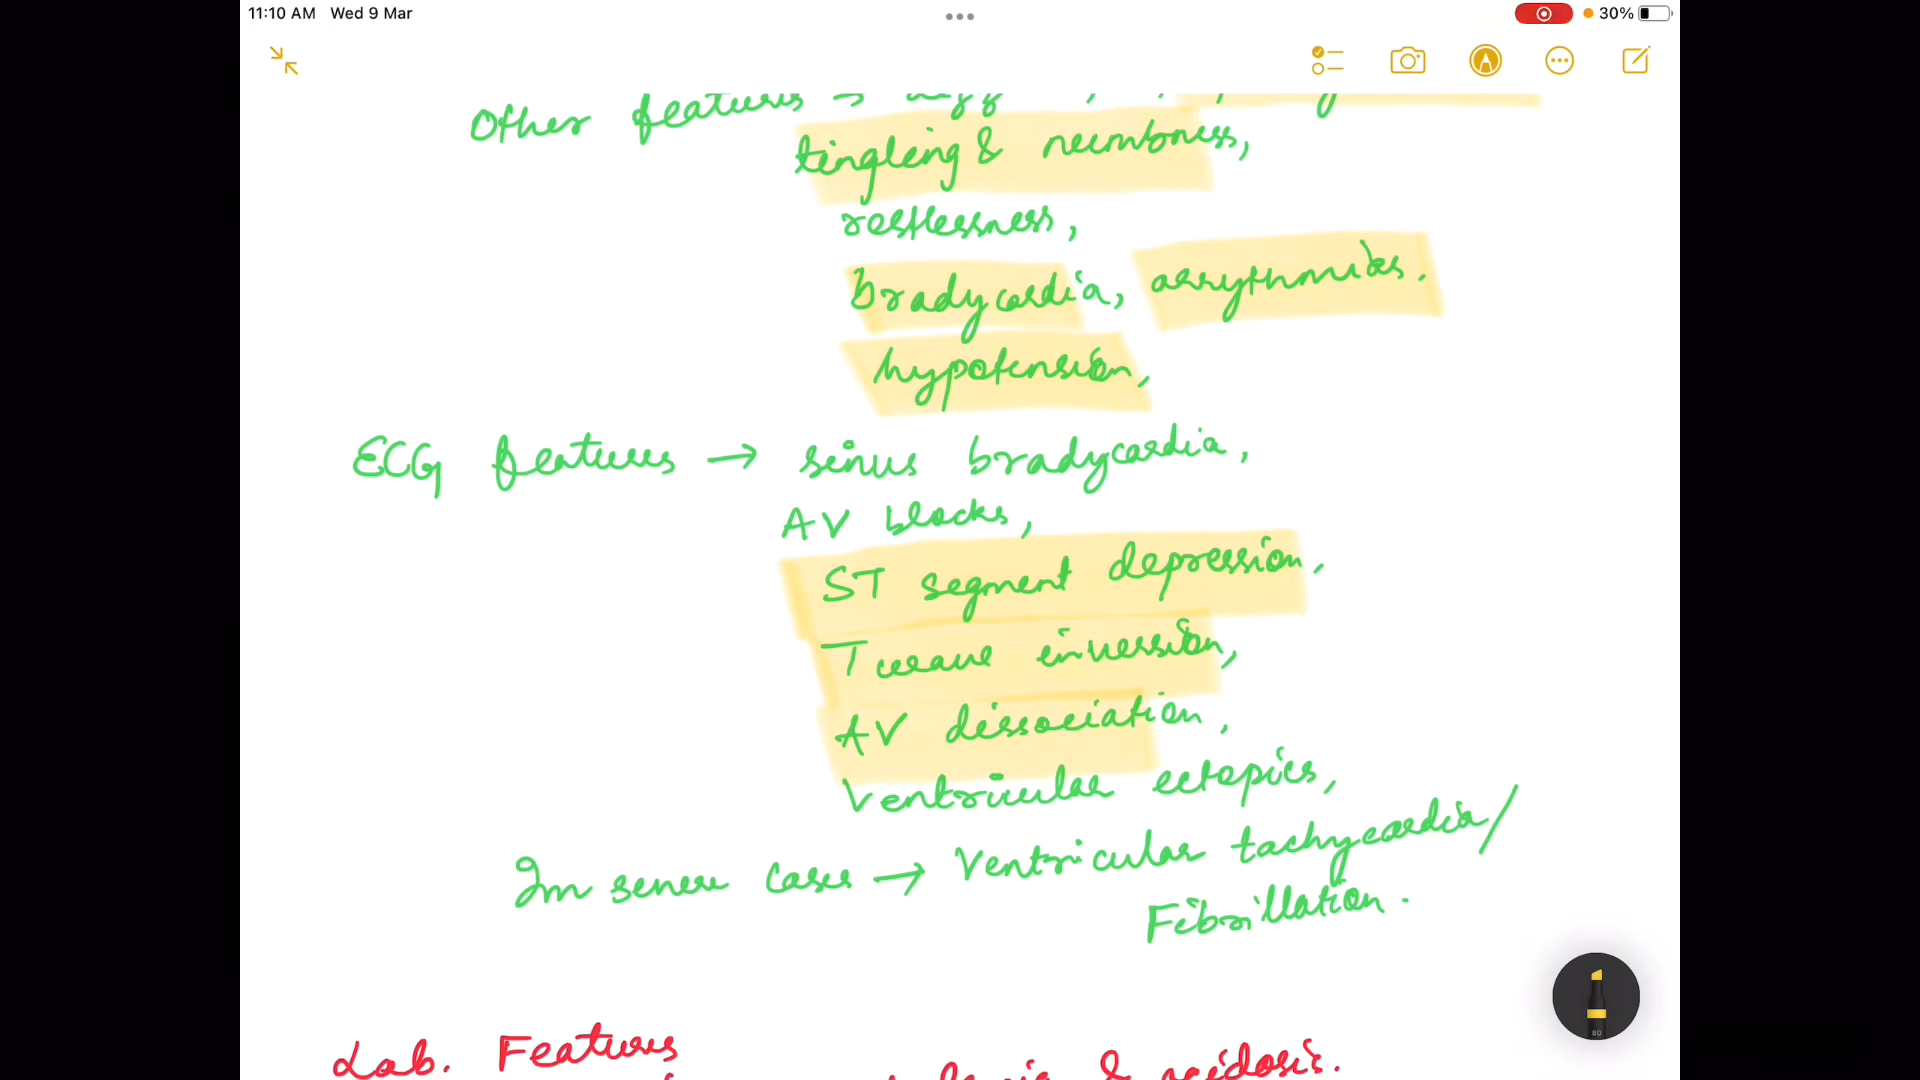 11:10 AM Wed 9 Mar
30%
Other features →
tingling & numbness,
restlessness,
bradycardia, arrythmias.
hypotension,
ECG features → sinus bradycardia,
AV blocks,
ST segment depression,
T wave inversion,
AV dissociation,
Ventricular ectopics,
In severe cases → Ventricular tachycardia/
Fibrillation.
80
Lab. Features
& acidosis.